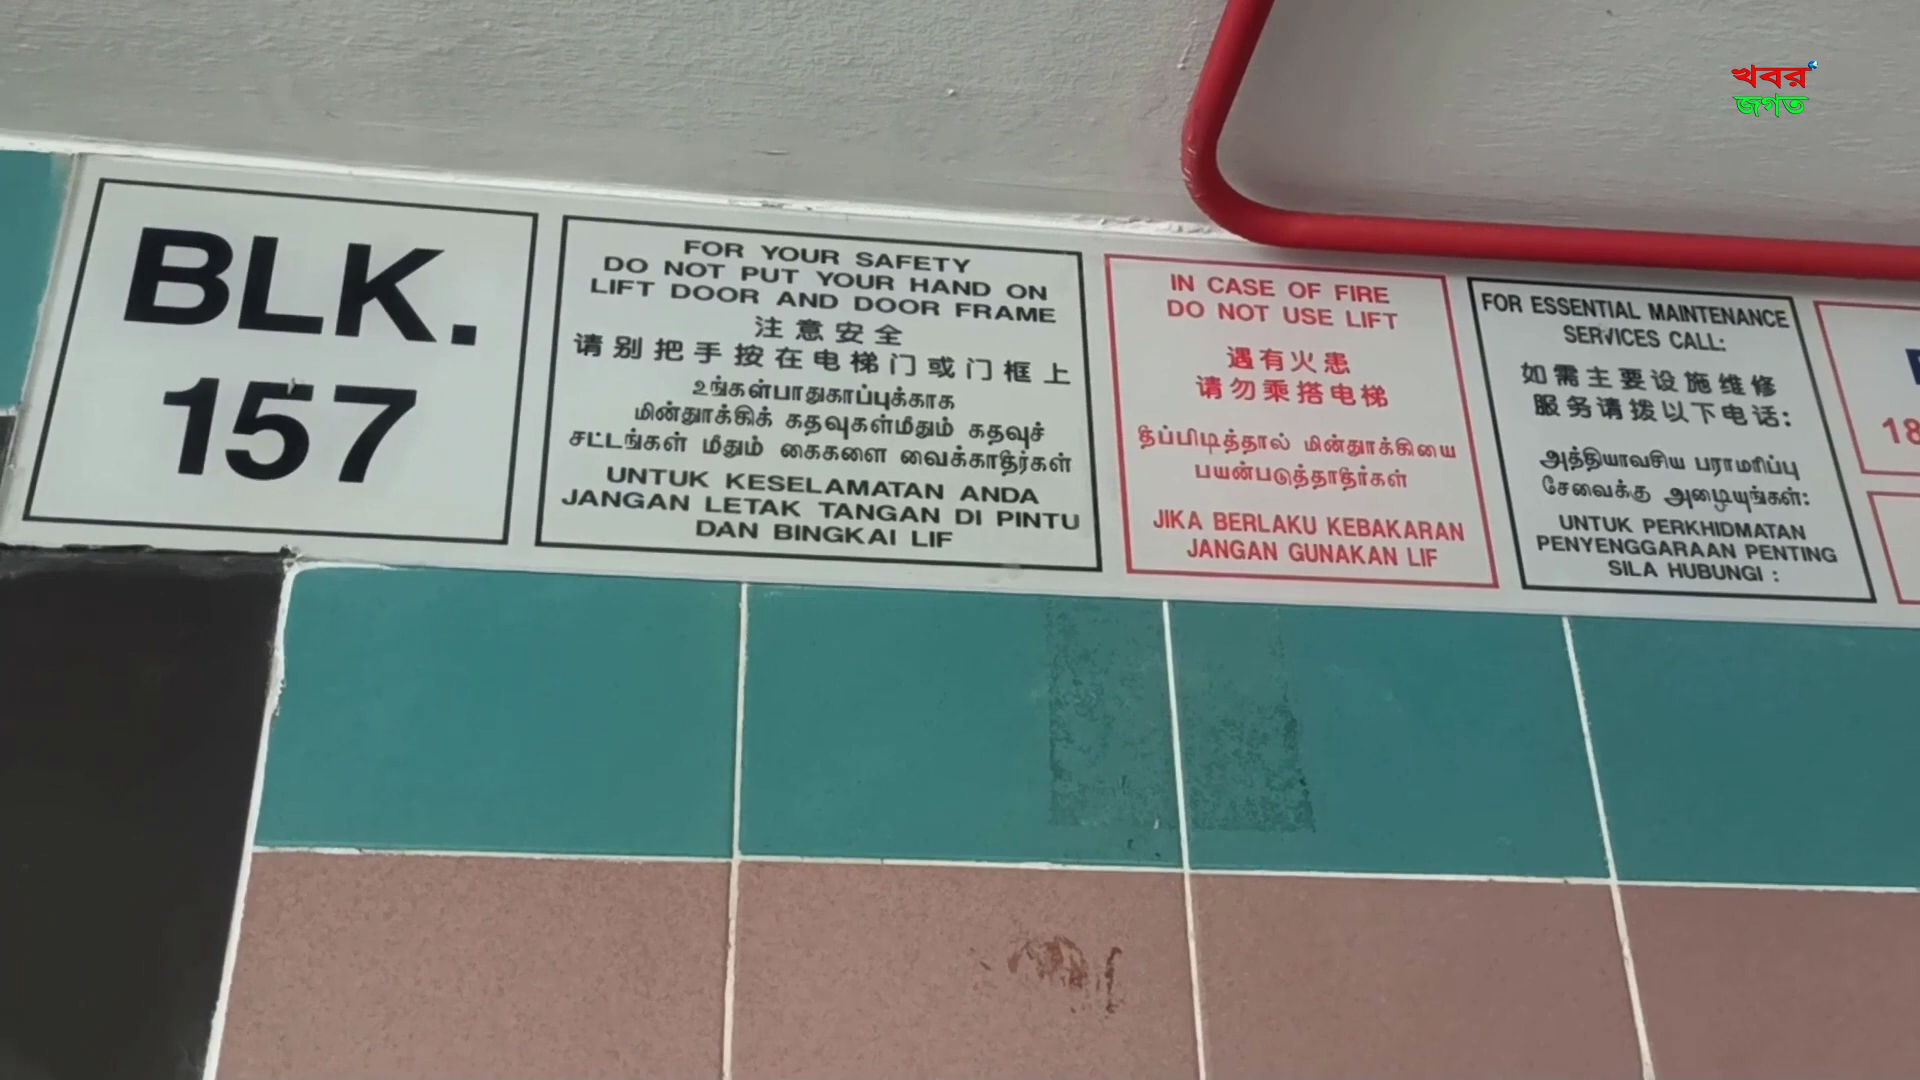 খবর
জগত
BLK.
157
FOR YOUR SAFETY
DO NOT PUT YOUR HAND ON
LIFT DOOR AND DOOR FRAME
注意安全
请别把手按在电梯门或门框上
உங்கள்பாதுகாப்புக்காக
மின்தூக்கிக் கதவுகள்மீதும் கதவுச்
சட்டங்கள் மீதும் கைகளை வைக்காதீர்கள்
UNTUK KESELAMATAN ANDA
JANGAN LETAK TANGAN DI PINTU
DAN BINGKAI LIF
IN CASE OF FIRE
DO NOT USE LIFT
遇有火患
请勿乘搭电梯
தீப்பிடித்தால் மின்தூக்கியை
பயன்படுத்தாதீர்கள்
JIKA BERLAKU KEBAKARAN
JANGAN GUNAKAN LIF
FOR ESSENTIAL MAINTENANCE
SERVICES CALL:
如需主要设施维修
服务请拨以下电话:
அத்தியாவசிய பராமரிப்பு
சேவைக்கு அழையுங்கள்:
UNTUK PERKHIDMATAN
PENYENGGARAAN PENTING
SILA HUBUNGI :
18